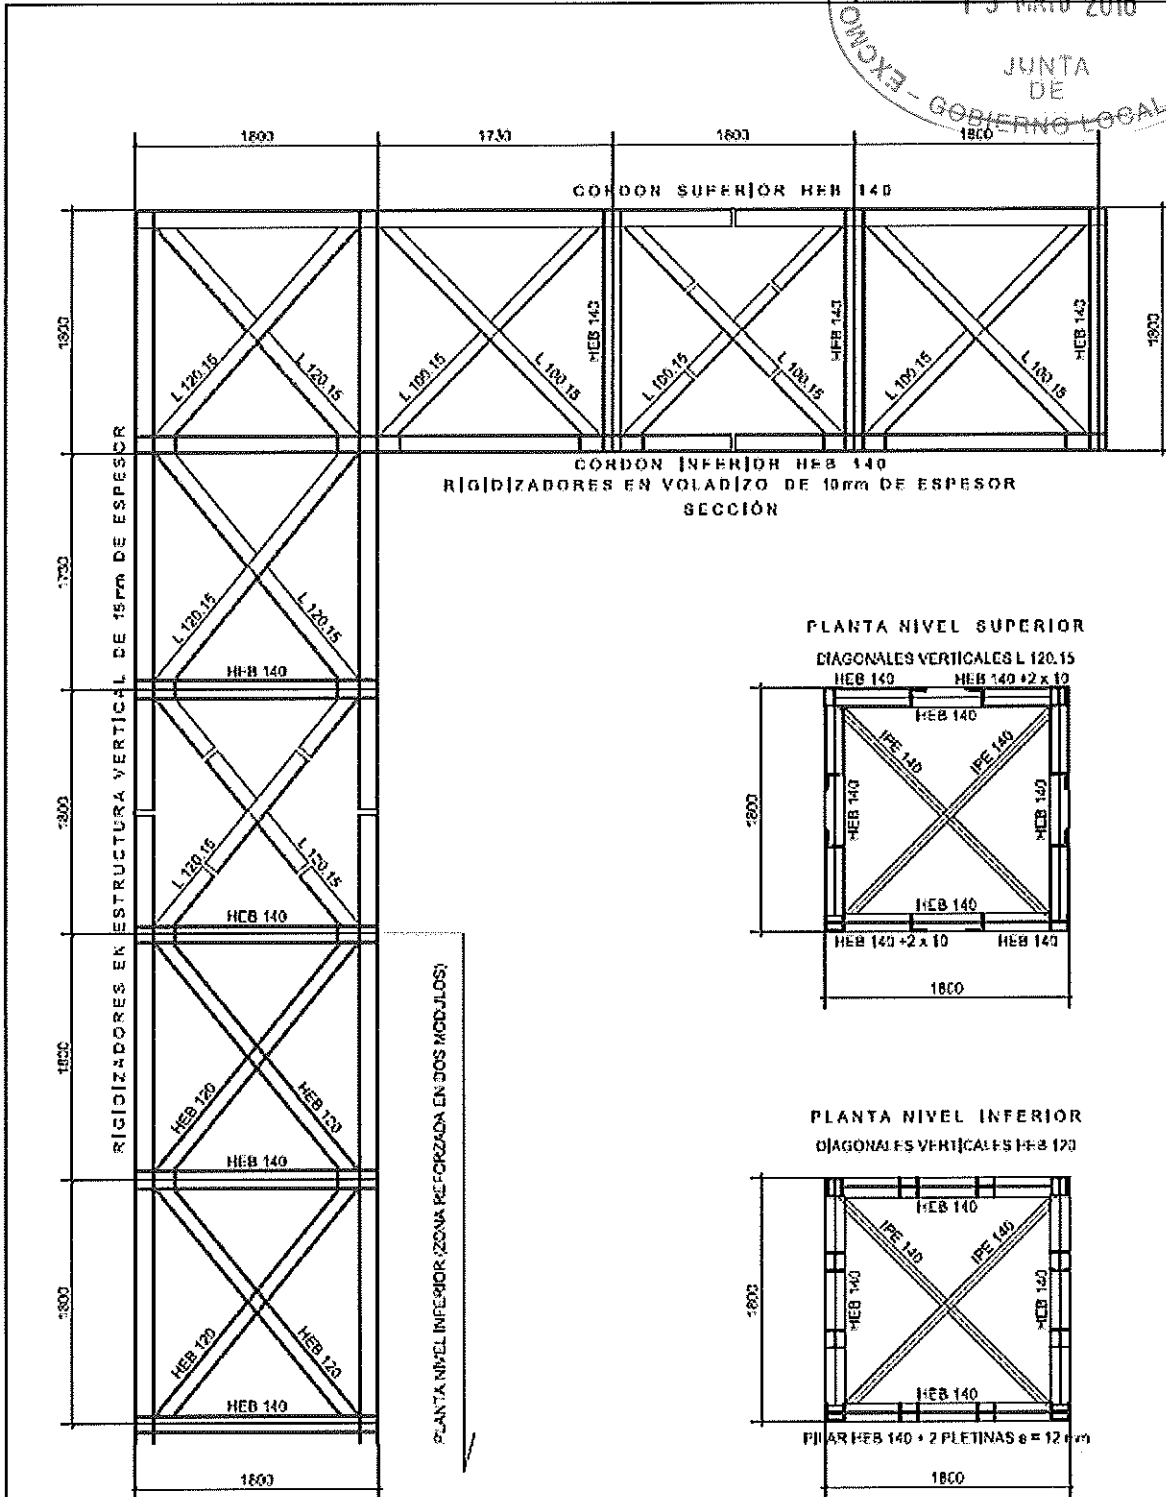 MAYO 2010
JUNTA
DE
EXCMO - GOBIERNO LOCAL
1800 1730 1800 1800
CORDON SUPERIOR HEB 140
1800
L 120.15
L 120.15
L 100.15
L 100.15
HEB 140
L 100.15
L 100.15
HEB 140
L 100.15
L 100.15
HEB 140
1800
CORDON INFERIOR HEB 140
RIGIDIZADORES EN VOLADIZO DE 10mm DE ESPESOR
SECCIÓN
RIGIDIZADORES EN ESTRUCTURA VERTICAL DE 15mm DE ESPESOR
1730
L 120.15
L 120.15
HEB 140
1800
L 120.15
L 120.15
HEB 140
1800
HEB 120
HEB 120
HEB 140
1800
HEB 120
HEB 120
HEB 140
1800
PLANTA NIVEL INFERIOR (ZONA REFORZADA EN DOS MODULOS)
PLANTA NIVEL SUPERIOR
DIAGONALES VERTICALES L 120.15
HEB 140 HEB 140 +2 x 10
HEB 140
IPE 140
IPE 140
1800
HEB 140
HEB 140
HEB 140
HEB 140 +2 x 10 HEB 140
1800
PLANTA NIVEL INFERIOR
DIAGONALES VERTICALES HEB 120
HEB 140
IPE 140
IPE 140
1800
HEB 140
HEB 140
HEB 140
PILAR HEB 140 + 2 PLETINAS e = 12 mm
1800